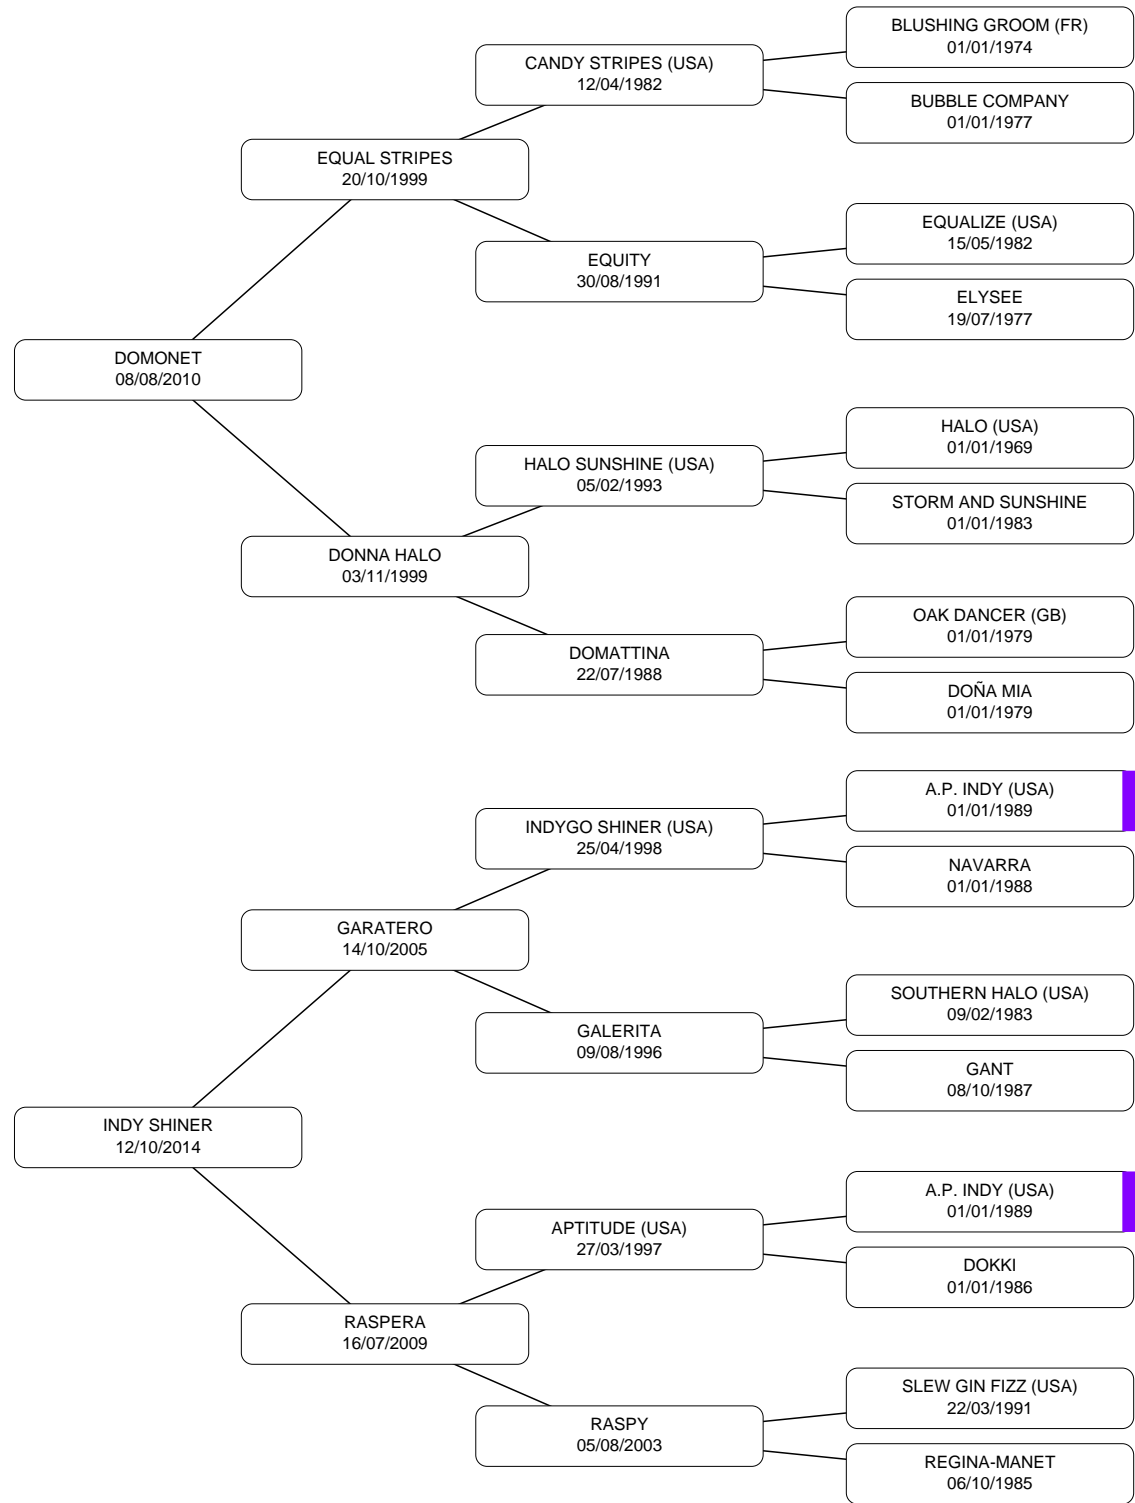 BLUSHING GROOM (FR)
01/01/1974
CANDY STRIPES (USA)
12/04/1982
BUBBLE COMPANY
01/01/1977
EQUAL STRIPES
20/10/1999
EQUALIZE (USA)
15/05/1982
EQUITY
30/08/1991
ELYSEE
19/07/1977
DOMONET
08/08/2010
HALO (USA)
01/01/1969
HALO SUNSHINE (USA)
05/02/1993
STORM AND SUNSHINE
01/01/1983
DONNA HALO
03/11/1999
OAK DANCER (GB)
01/01/1979
DOMATTINA
22/07/1988
DOÑA MIA
01/01/1979
A.P. INDY (USA)
01/01/1989
INDYGO SHINER (USA)
25/04/1998
NAVARRA
01/01/1988
GARATERO
14/10/2005
SOUTHERN HALO (USA)
09/02/1983
GALERITA
09/08/1996
GANT
08/10/1987
INDY SHINER
12/10/2014
A.P. INDY (USA)
01/01/1989
APTITUDE (USA)
27/03/1997
DOKKI
01/01/1986
RASPERA
16/07/2009
SLEW GIN FIZZ (USA)
22/03/1991
RASPY
05/08/2003
REGINA-MANET
06/10/1985